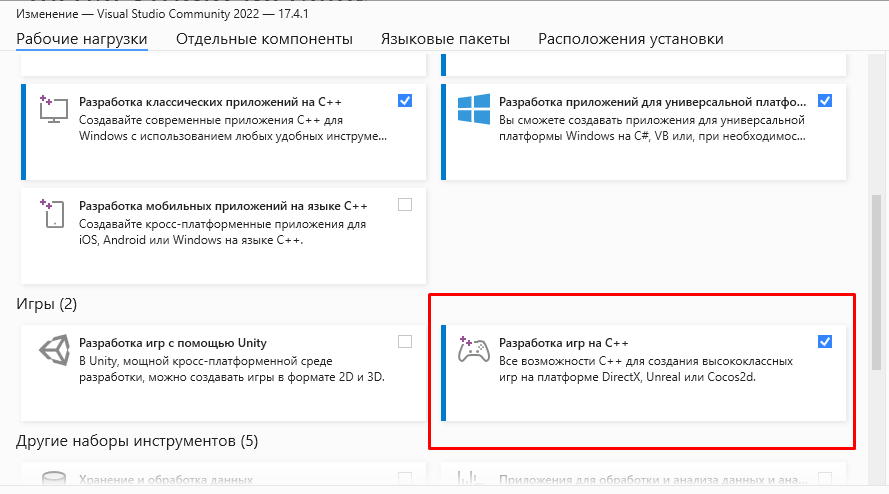 Изменение — Visual Studio Community 2022 — 17.4.1
Рабочие нагрузки
Отдельные компоненты
Языковые пакеты
Расположения установки
Разработка классических приложений на C++
Создавайте современные приложения C++ для
Windows с использованием любых удобных инструме...
Разработка приложений для универсальной платфо...
Вы сможете создавать приложения для универсальной
платформы Windows на C#, VB или, при необходимос...
Разработка мобильных приложений на языке C++
Создавайте кросс-платформенные приложения для
iOS, Android или Windows на языке C++.
Игры (2)
Разработка игр с помощью Unity
В Unity, мощной кросс-платформенной среде
разработки, можно создавать игры в формате 2D и 3D.
Разработка игр на C++
Все возможности C++ для создания высококлассных
игр на платформе DirectX, Unreal или Cocos2d.
Другие наборы инструментов (5)
Хранение и обработка данных
Приложения для обработки и анализа данных и ана...